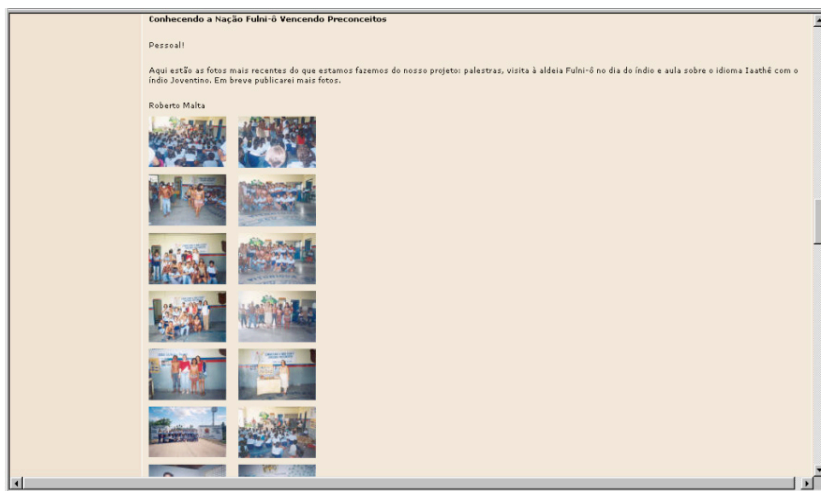 Conhecendo a Nação Fulni-ô Vencendo Preconceitos
Pessoal!
Aqui estão as fotos mais recentes do que estamos fazemos do nosso projeto: palestras, visita à aldeia Fulni-ô no dia do índio e aula sobre o idioma Iaathê com o
índio Joventino. Em breve publicarei mais fotos.
Roberto Malta